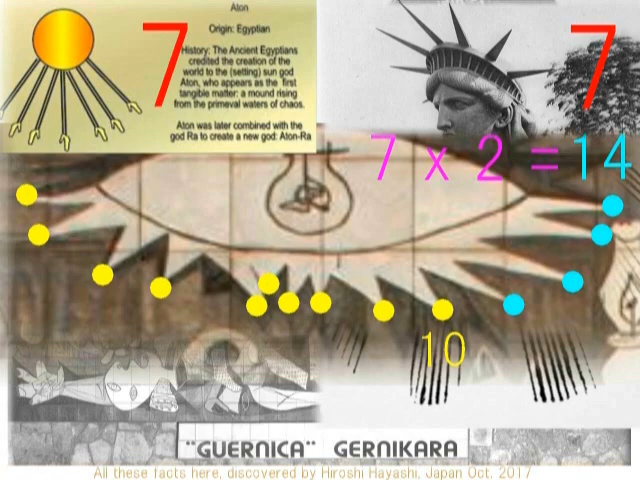 Aton
Origin: Egyptian
History: The Ancient Egyptians
credited the creation of the
world to the (setting) sun god
Aton, who appears as the first
tangible matter: a mound rising
from the primeval waters of chaos.
Aton was later combined with the
god Ra to create a new god: Aton-Ra
7
7
7 x 2 = 14
10
"GUERNICA" GERNIKARA
All these facts here, discovered by Hiroshi Hayashi, Japan Oct, 2017